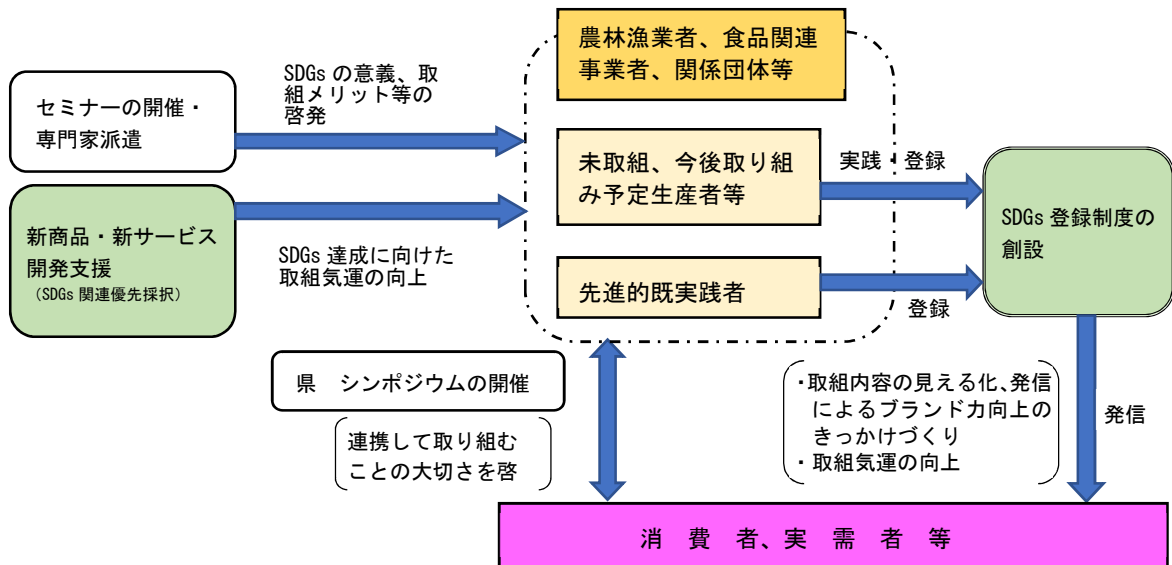 農林漁業者、食品関連
事業者、関係団体等
SDGs の意義、取
組メリット等の
啓発
セミナーの開催・
専門家派遣
未取組、今後取り組
み予定生産者等
実践・登録
SDGs 登録制度の
創設
新商品・新サービス
開発支援
（SDGs 関連優先採択）
SDGs 達成に向けた
取組気運の向上
先進的既実践者
登録
県　シンポジウムの開催
連携して取り組む
ことの大切さを啓
・取組内容の見える化、発信
によるブランド力向上の
きっかけづくり
・取組気運の向上
発信
消　費　者、実　需　者　等